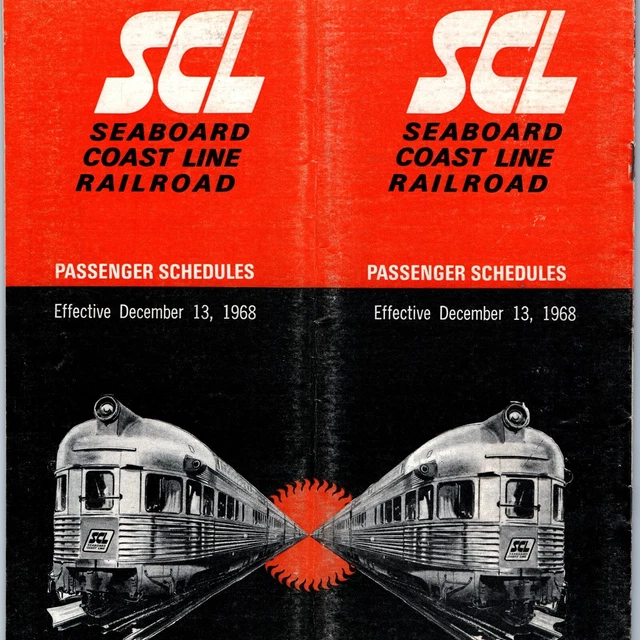 SCL
SEABOARD
COAST LINE
RAILROAD
PASSENGER SCHEDULES
Effective December 13, 1968
SCL
SCL
SEABOARD
COAST LINE
RAILROAD
PASSENGER SCHEDULES
Effective December 13, 1968
SCL